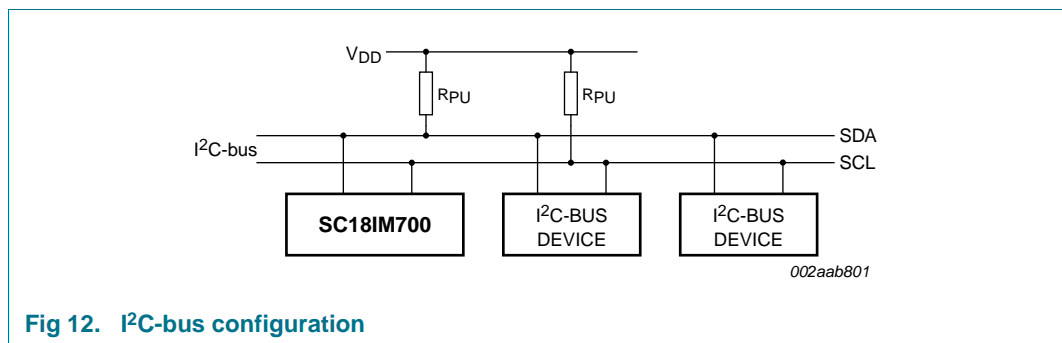 VDD
RPU
RPU
SDA
I²C-bus
SCL
SC18IM700
I²C-BUS
DEVICE
I²C-BUS
DEVICE
002aab801
Fig 12. I²C-bus configuration